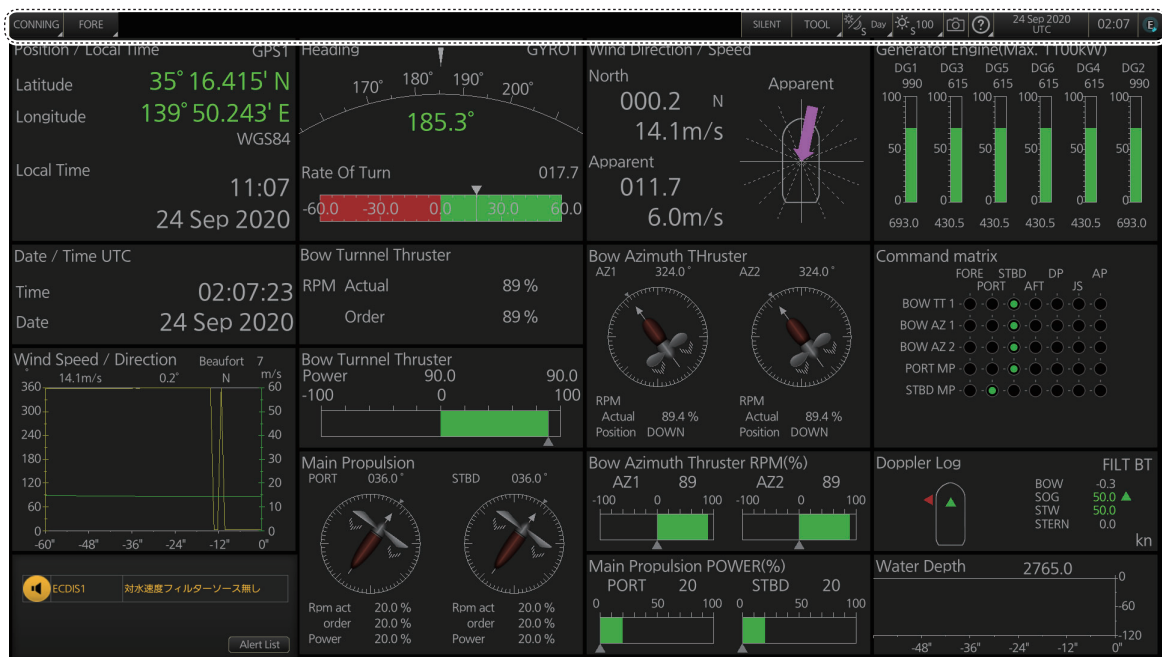 CONNING FORE SILENT TOOL S Day S 100 ? 24 Sep 2020 UTC 02:07 E
Position / Local Time GPS1
Latitude 35° 16.415' N
Longitude 139° 50.243' E
WGS84
Local Time
11:07
24 Sep 2020
Heading GYRO1
170° 180° 190° 200°
185.3°
Rate Of Turn 017.7
-60.0 -30.0 0.0 30.0 60.0
Wind Direction / Speed
North
000.2 N
14.1m/s
Apparent
011.7
6.0m/s
Apparent
Generator Engine(Max. 1100kW)
DG1 DG3 DG5 DG6 DG4 DG2
990 615 615 615 615 990
100 100 100 100 100 100
50 50 50 50 50 50
0 0 0 0 0 0
693.0 430.5 430.5 430.5 430.5 693.0
Date / Time UTC
Time 02:07:23
Date 24 Sep 2020
Bow Turnnel Thruster
RPM Actual 89 %
Order 89 %
Bow Azimuth THruster
AZ1 324.0° AZ2 324.0°
RPM RPM
Actual 89.4 % Actual 89.4 %
Position DOWN Position DOWN
Command matrix
FORE STBD DP AP
PORT AFT JS
BOW TT 1
BOW AZ 1
BOW AZ 2
PORT MP
STBD MP
Wind Speed / Direction Beaufort 7
° 14.1m/s 0.2° N m/s
360 60
300 50
240 40
180 30
120 20
60 10
0 0
-60" -48" -36" -24" -12" 0"
Bow Turnnel Thruster
Power 90.0 90.0
-100 0 100
Main Propulsion
PORT 036.0° STBD 036.0°
Rpm act 20.0 % Rpm act 20.0 %
order 20.0 % order 20.0 %
Power 20.0 % Power 20.0 %
Bow Azimuth Thruster RPM(%)
AZ1 89 AZ2 89
-100 0 100 -100 0 100
Main Propulsion POWER(%)
PORT 20 STBD 20
0 50 100 0 50 100
Doppler Log FILT BT
BOW -0.3
SOG 50.0
STW 50.0
STERN 0.0
kn
Water Depth 2765.0
0
60
120
-48" -36" -24" -12" 0"
ECDIS1 対水速度フィルターソース無し
Alert List